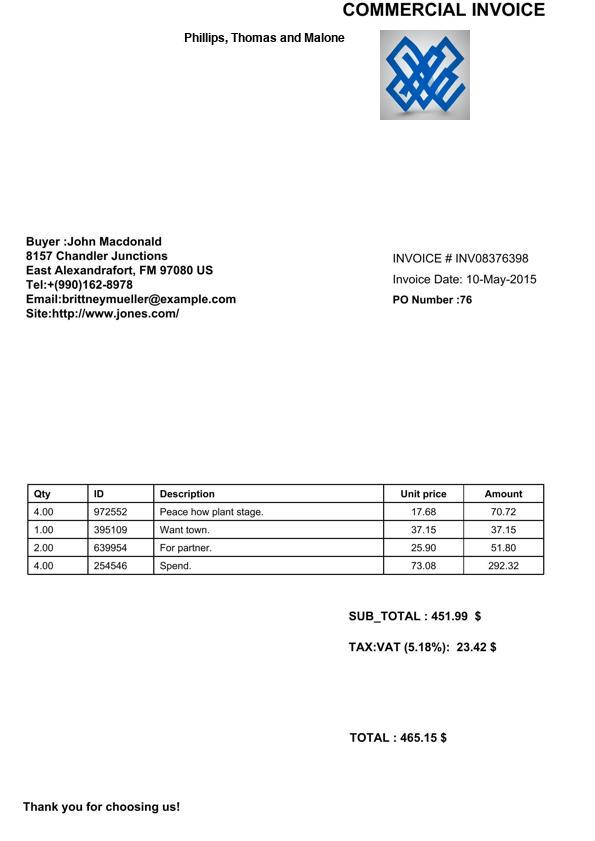 COMMERCIAL INVOICE
Phillips, Thomas and Malone
Buyer :John Macdonald
8157 Chandler Junctions
East Alexandrafort, FM 97080 US
Tel:+(990)162-8978
Email:brittneymueller@example.com
Site:http://www.jones.com/
INVOICE # INV08376398
Invoice Date: 10-May-2015
PO Number :76
Qty ID Description Unit price Amount
4.00 972552 Peace how plant stage. 17.68 70.72
1.00 395109 Want town. 37.15 37.15
2.00 639954 For partner. 25.90 51.80
4.00 254546 Spend. 73.08 292.32
SUB_TOTAL : 451.99 $
TAX:VAT (5.18%): 23.42 $
TOTAL : 465.15 $
Thank you for choosing us!